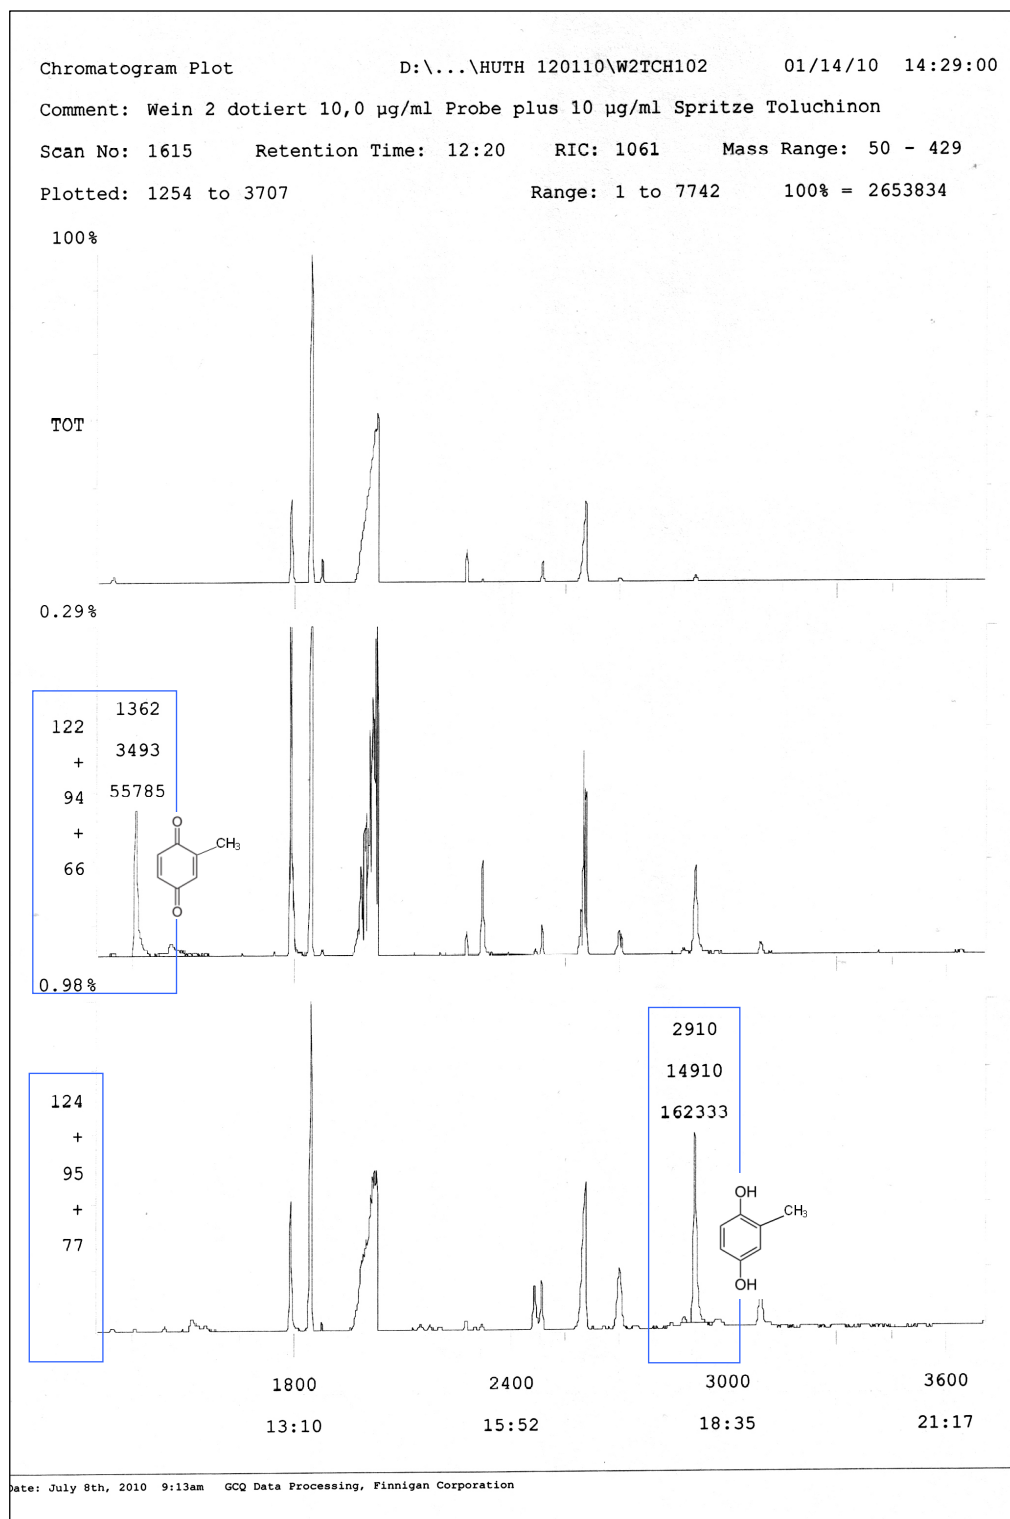 Chromatogram Plot D:\...\HUTH 120110\W2TCH102 01/14/10 14:29:00
Comment: Wein 2 dotiert 10,0 µg/ml Probe plus 10 µg/ml Spritze Toluchinon
Scan No: 1615 Retention Time: 12:20 RIC: 1061 Mass Range: 50 - 429
Plotted: 1254 to 3707 Range: 1 to 7742 100% = 2653834
100%
TOT
0.29%
1362
122
+
3493
94
55785
+
66
O
CH3
O
0.98%
2910
14910
162333
124
+
95
+
77
OH
CH3
OH
1800 2400 3000 3600
13:10 15:52 18:35 21:17
Date: July 8th, 2010 9:13am GCQ Data Processing, Finnigan Corporation